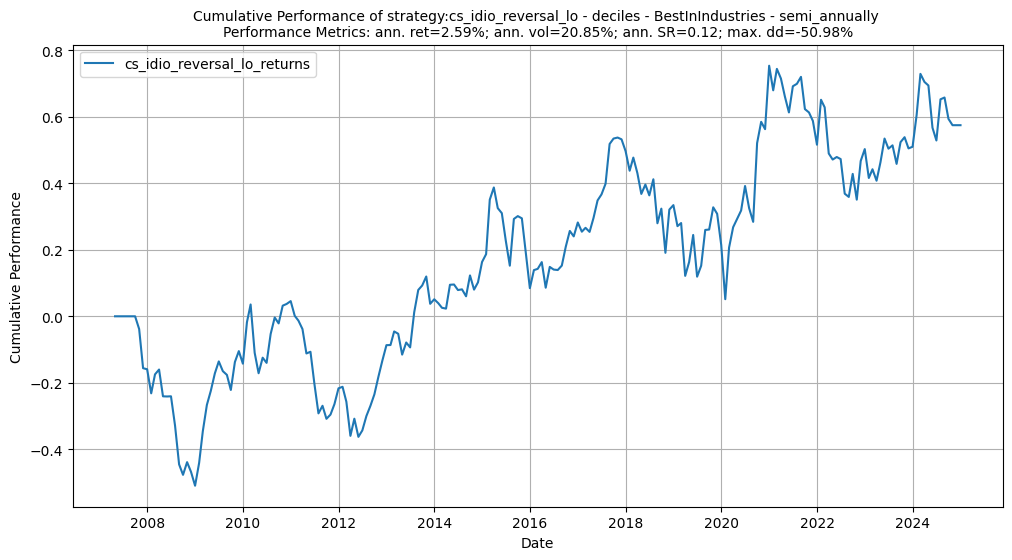 Cumulative Performance of strategy:cs_idio_reversal_lo - deciles - BestInIndustries - semi_annually
Performance Metrics: ann. ret=2.59%; ann. vol=20.85%; ann. SR=0.12; max. dd=-50.98%
cs_idio_reversal_lo_returns
Cumulative Performance
0.8
0.6
0.4
0.2
0.0
−0.2
−0.4
2008 2010 2012 2014 2016 2018 2020 2022 2024
Date